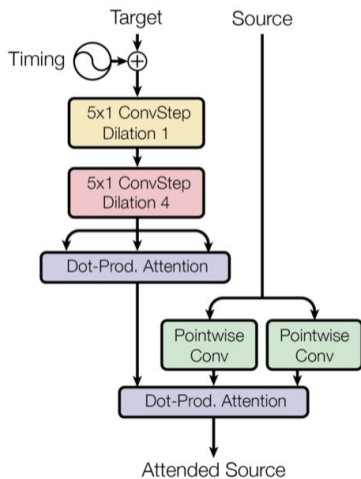 Target
Source
Timing
5x1 ConvStep
Dilation 1
5x1 ConvStep
Dilation 4
Dot-Prod. Attention
Pointwise
Conv
Pointwise
Conv
Dot-Prod. Attention
Attended Source